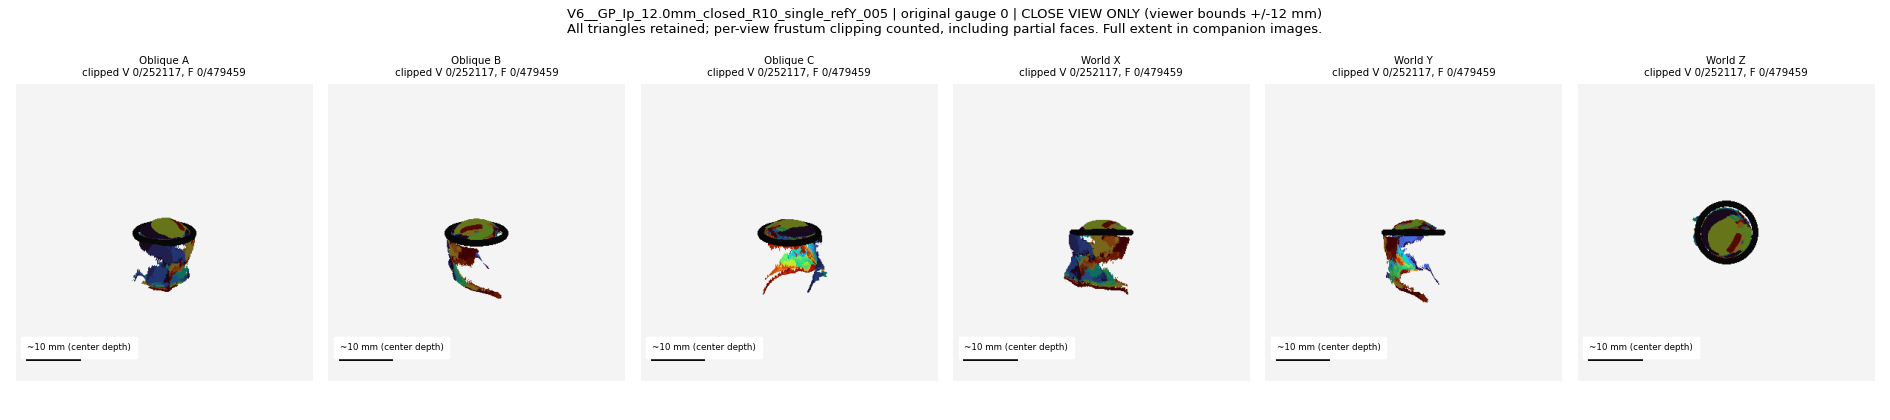 V6__GP_Ip_12.0mm_closed_R10_single_refY_005 | original gauge 0 | CLOSE VIEW ONLY (viewer bounds +/-12 mm)
All triangles retained; per-view frustum clipping counted, including partial faces. Full extent in companion images.
Oblique A
clipped V 0/252117, F 0/479459
Oblique B
clipped V 0/252117, F 0/479459
Oblique C
clipped V 0/252117, F 0/479459
World X
clipped V 0/252117, F 0/479459
World Y
clipped V 0/252117, F 0/479459
World Z
clipped V 0/252117, F 0/479459
~10 mm (center depth)
~10 mm (center depth)
~10 mm (center depth)
~10 mm (center depth)
~10 mm (center depth)
~10 mm (center depth)